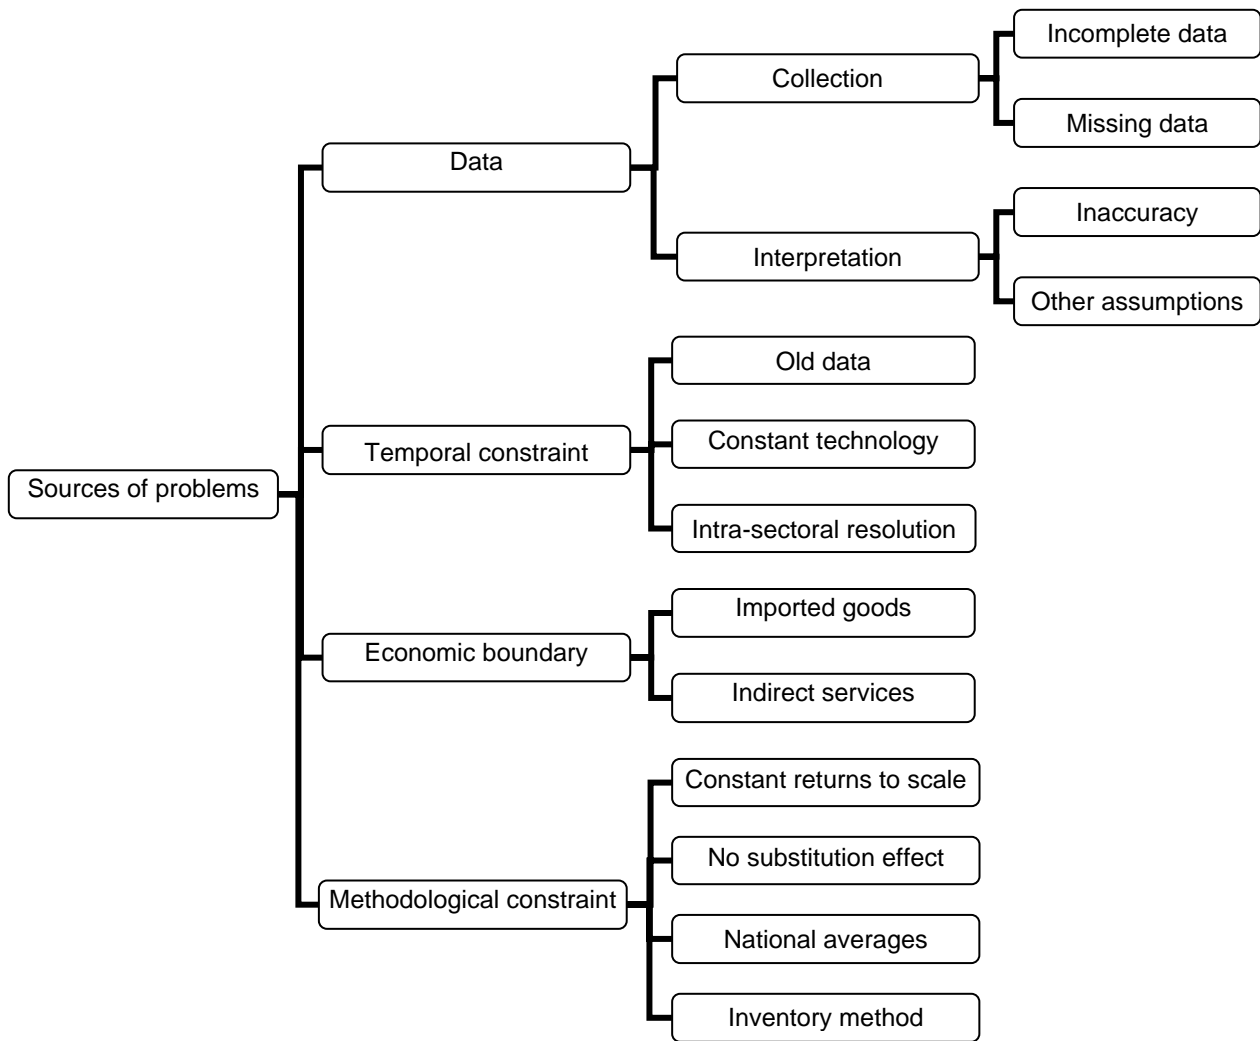 Sources of problems
Data
Collection
Incomplete data
Missing data
Interpretation
Inaccuracy
Other assumptions
Temporal constraint
Old data
Constant technology
Intra-sectoral resolution
Economic boundary
Imported goods
Indirect services
Methodological constraint
Constant returns to scale
No substitution effect
National averages
Inventory method